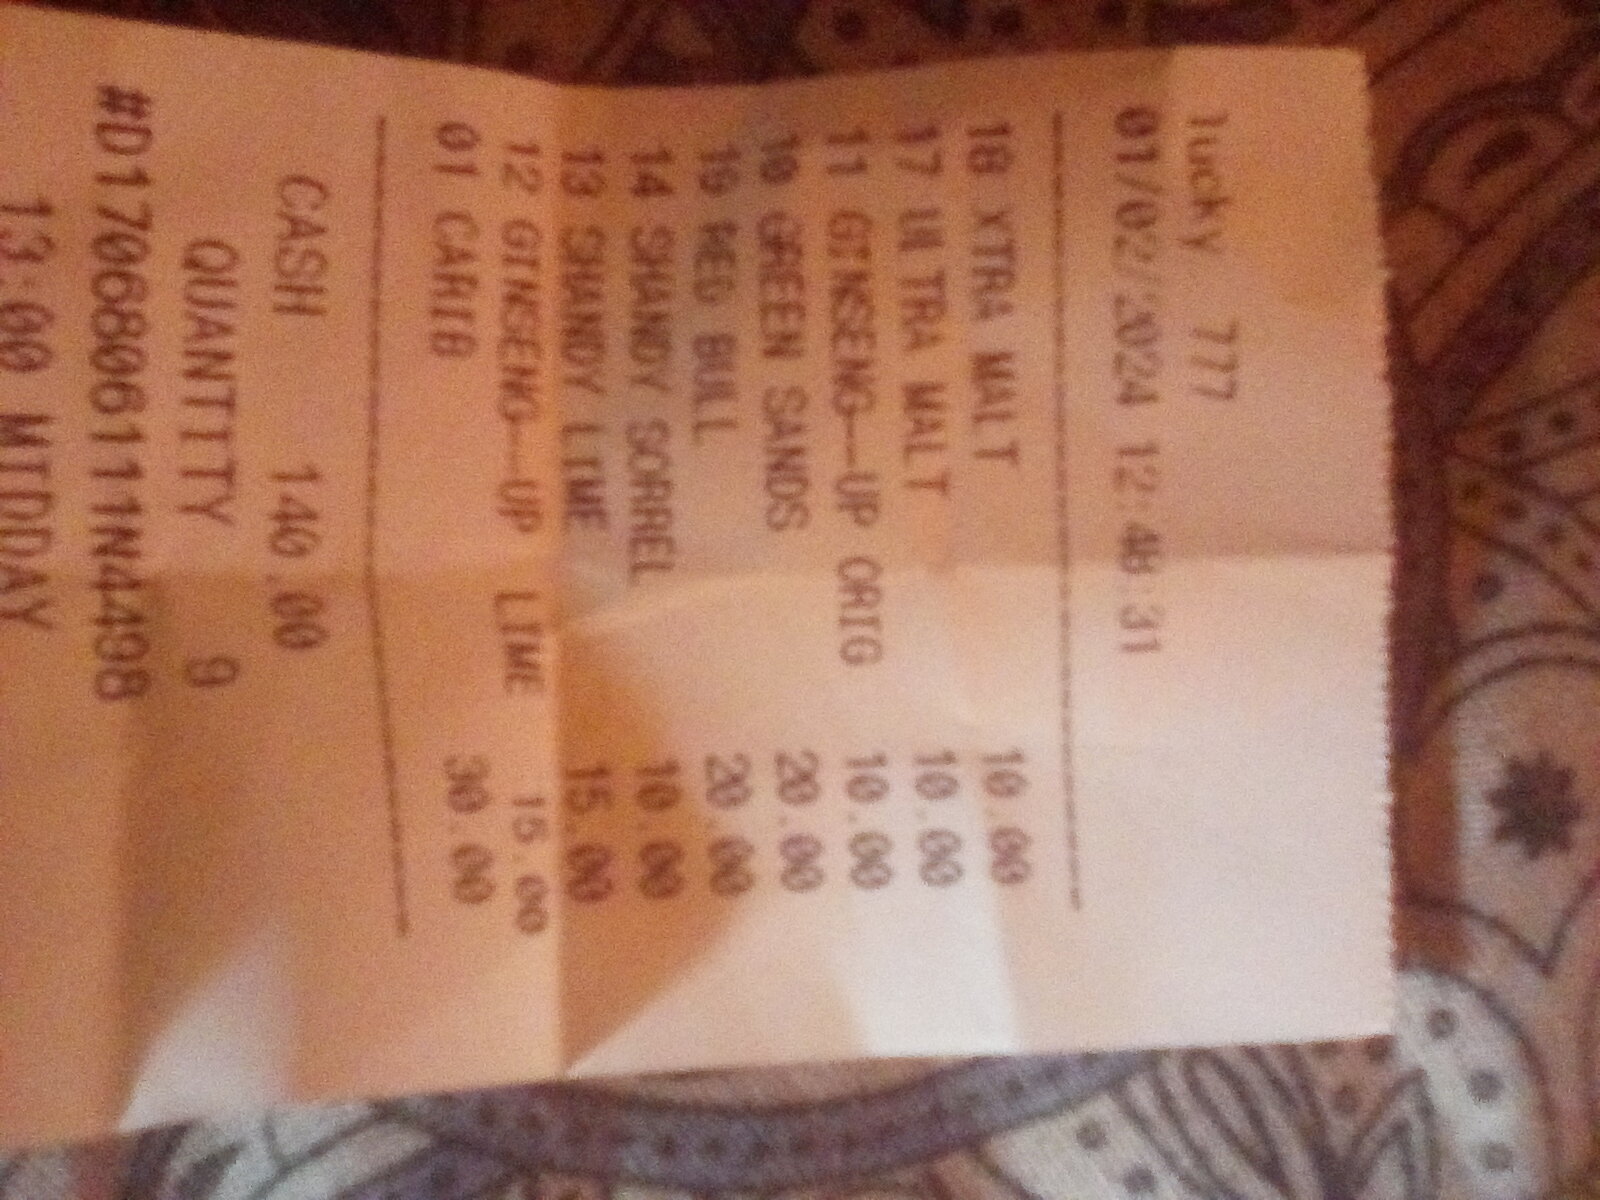 lucky 777
01/02/2024 12:48:31
18 XTRA MALT 10.00
17 ULTRA MALT 10.00
11 GINSENG-UP ORIG 10.00
10 GREEN SANDS 20.00
19 RED BULL 20.00
14 SHANDY SORREL 10.00
13 SHANDY LIME 15.00
12 GINSENG-UP LIME 15.00
01 CARIB 30.00
CASH 140.00
QUANTITY 9
#D1706806111N4498
13:00 MIDDAY